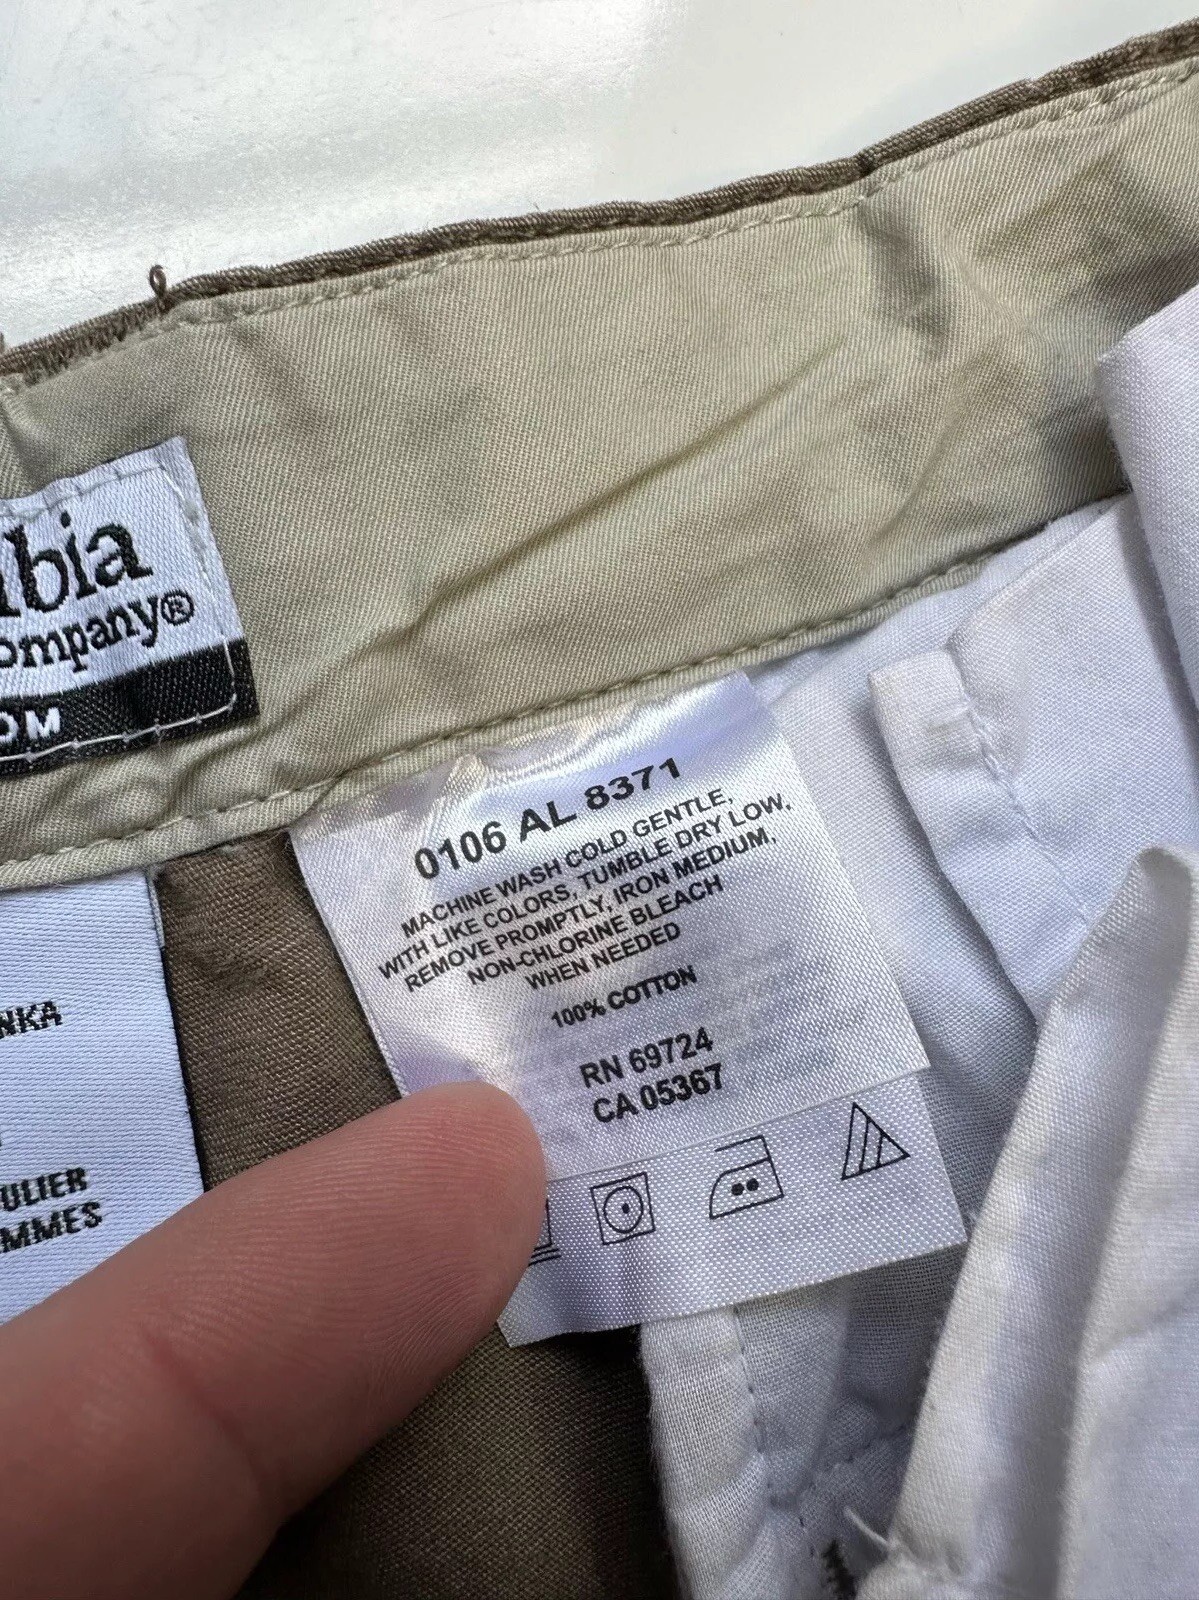 bia
ompany®
OM
0106 AL 8371
MACHINE WASH COLD GENTLE,
WITH LIKE COLORS, TUMBLE DRY LOW,
REMOVE PROMPTLY, IRON MEDIUM,
NON-CHLORINE BLEACH
WHEN NEEDED
100% COTTON
RN 69724
CA 05367
NKA
ULIER
MMES